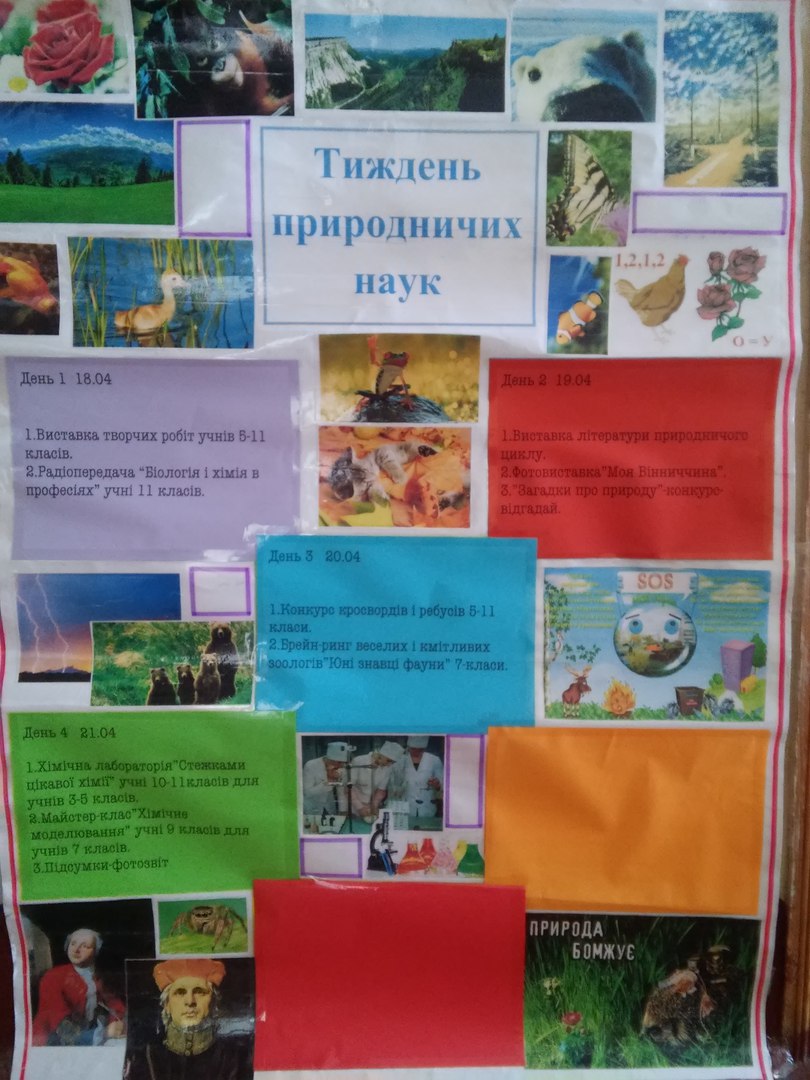 Тиждень
природничих
наук
1,2,1,2
О = У
День 1 18.04
1.Виставка творчих робіт учнів 5-11
класів.
2.Радіопередача “Біологія і хімія в
професіях” учні 11 класів.
День 2 19.04
1.Виставка літератури природничого
циклу.
2.Фотовиставка"Моя Вінниччина".
3."Загадки про природу"-конкурс-
відгадай.
День 3 20.04
1.Конкурс кросвордів і ребусів 5-11
класи.
2.Брейн-ринг веселих і кмітливих
зоологів"Юні знавці фауни" 7-класи.
SOS
День 4 21.04
1.Хімічна лабораторія"Стежками
цікавої хімії" учні 10-11класів для
учнів 3-5 класів.
2.Майстер-клас"Хімічне
моделювання" учні 9 класів для
учнів 7 класів.
3.Підсумки-фотозвіт
ПРИРОДА
БОМЖУЄ